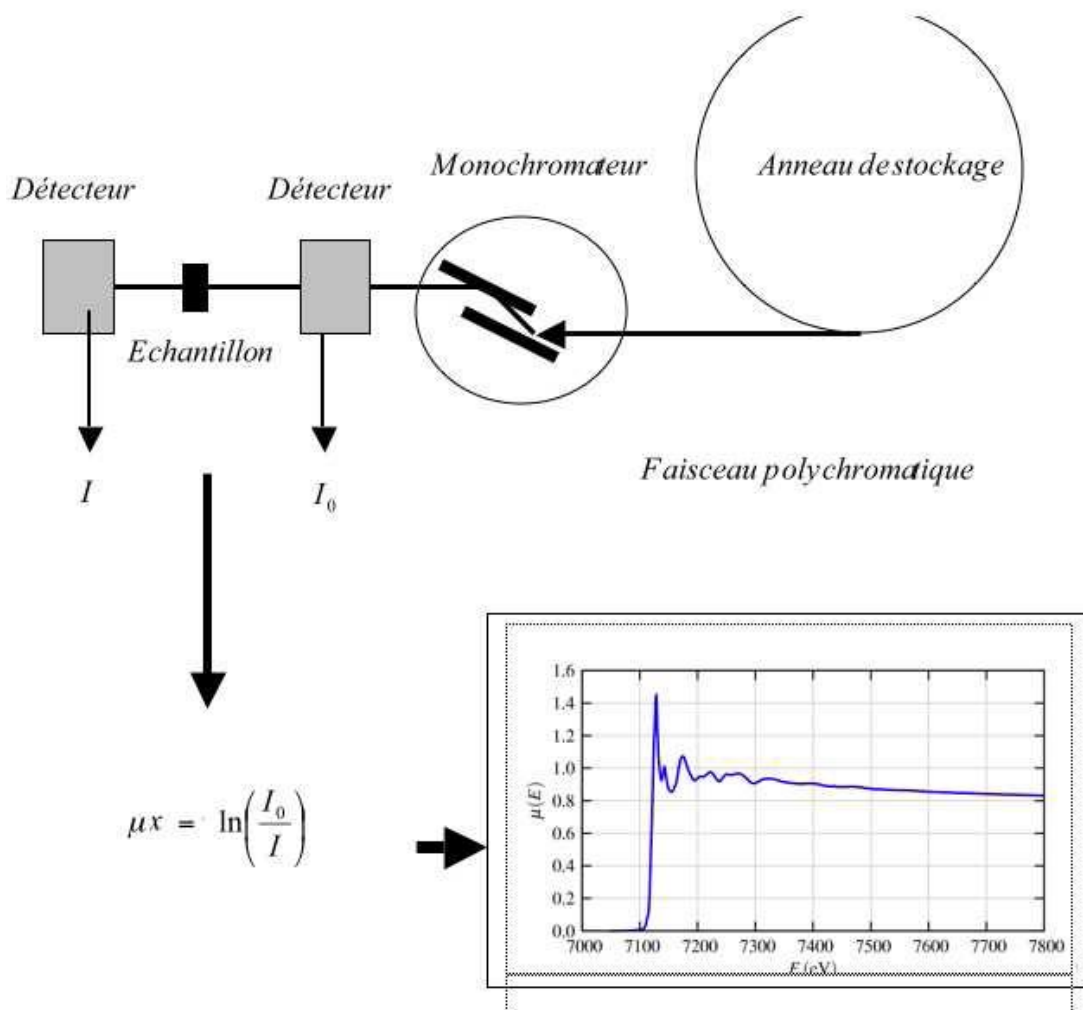 Monochromateur
Anneau de stockage
Détecteur
Détecteur
Echantillon
I
I0
Faisceau polychromatique
μx = ln(I0/I)
μ(E)
1.6
1.4
1.2
1.0
0.8
0.6
0.4
0.2
0.0
7000 7100 7200 7300 7400 7500 7600 7700 7800
E(eV)